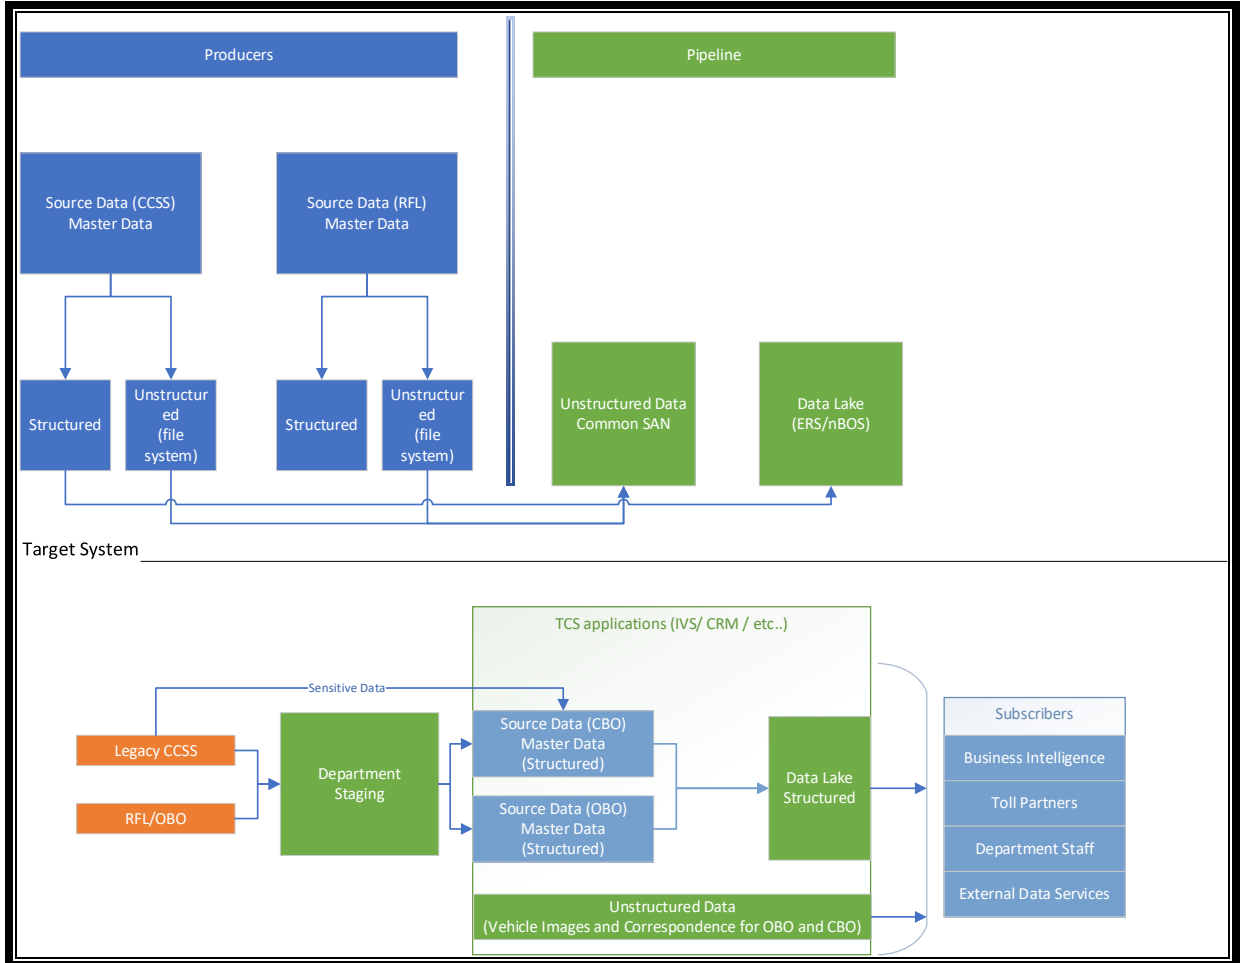 Producers
Pipeline
Source Data (CCSS)
Master Data
Source Data (RFL)
Master Data
Structured
Unstructur
ed
(file
system)
Structured
Unstructur
ed
(file
system)
Unstructured Data
Common SAN
Data Lake
(ERS/nBOS)
Target System
TCS applications (IVS/ CRM / etc..)
Sensitive Data
Legacy CCSS
RFL/OBO
Department
Staging
Source Data (CBO)
Master Data
(Structured)
Source Data (OBO)
Master Data
(Structured)
Data Lake
Structured
Unstructured Data
(Vehicle Images and Correspondence for OBO and CBO)
Subscribers
Business Intelligence
Toll Partners
Department Staff
External Data Services